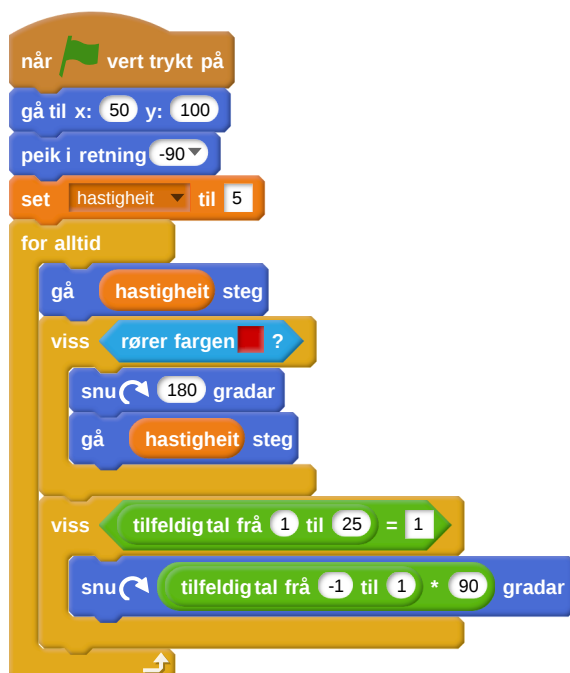 når vert trykt på
gå til x: 50 y: 100
peik i retning -90
set hastigheit til 5
for alltid
gå hastigheit steg
viss rører fargen ?
snu 180 gradar
gå hastigheit steg
viss tilfeldig tal frå 1 til 25 = 1
snu tilfeldig tal frå -1 til 1 * 90 gradar